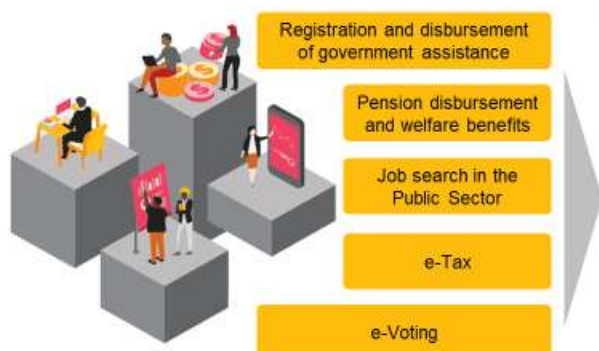 Registration and disbursement
of government assistance
Pension disbursement
and welfare benefits
Job search in the
Public Sector
e-Tax
e-Voting